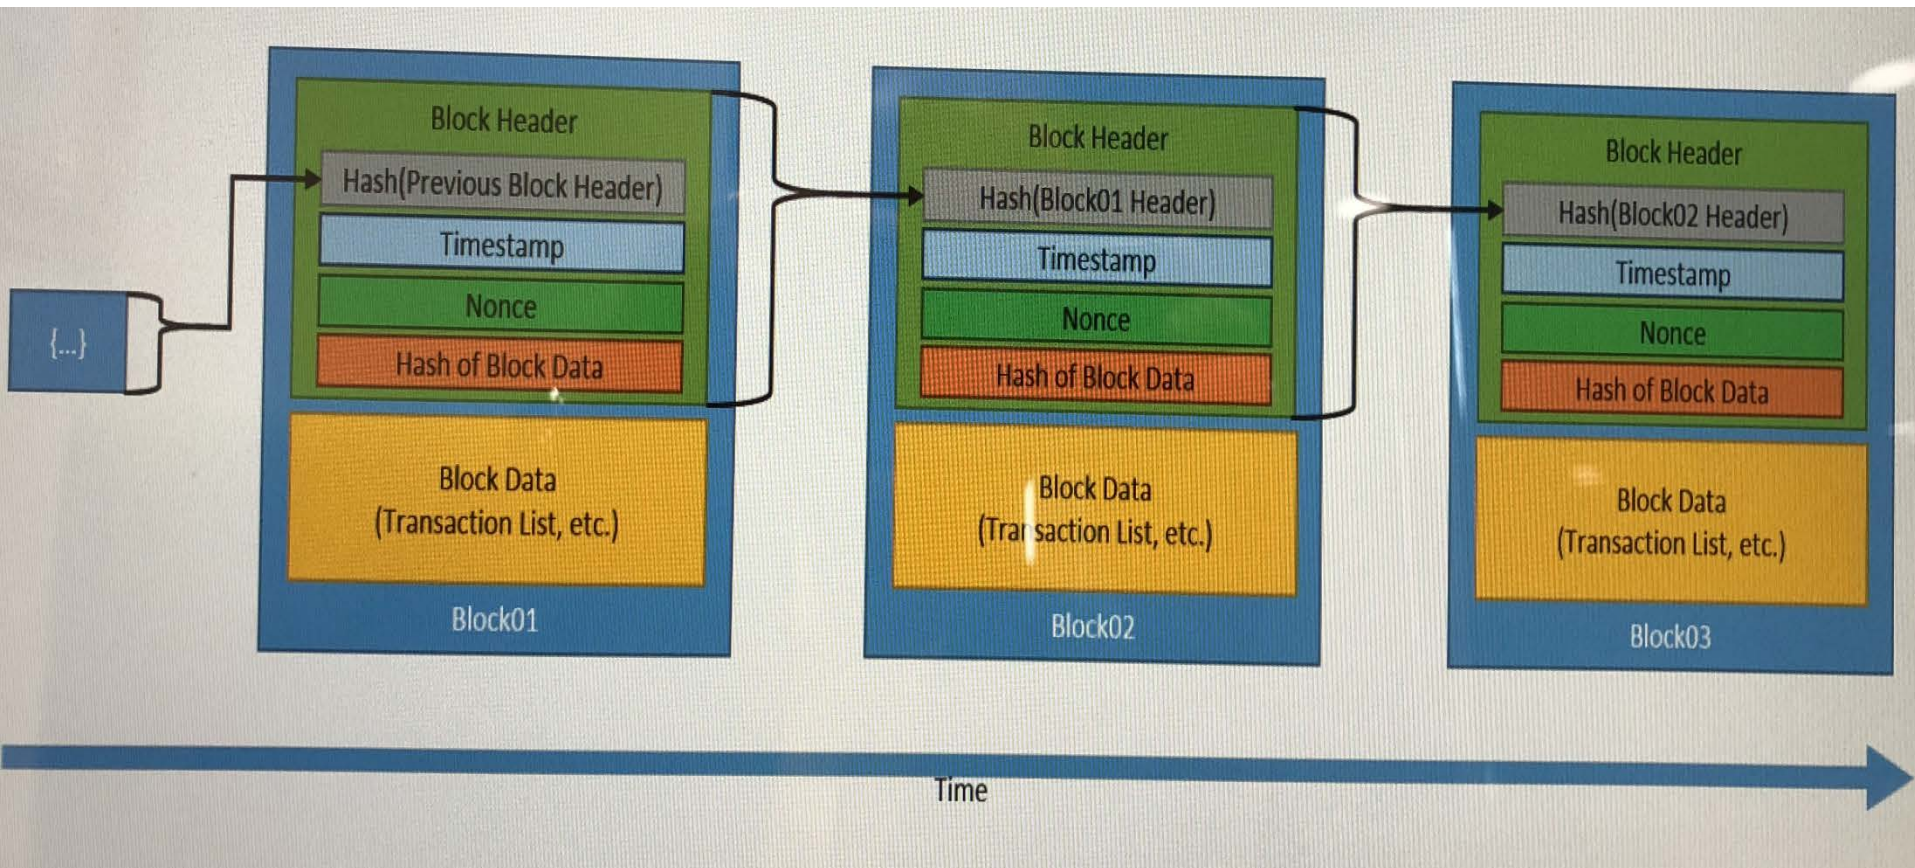 {...}
Block Header
Hash(Previous Block Header)
Timestamp
Nonce
Hash of Block Data
Block Data
(Transaction List, etc.)
Block01
Block Header
Hash(Block01 Header)
Timestamp
Nonce
Hash of Block Data
Block Data
(Transaction List, etc.)
Block02
Block Header
Hash(Block02 Header)
Timestamp
Nonce
Hash of Block Data
Block Data
(Transaction List, etc.)
Block03
Time